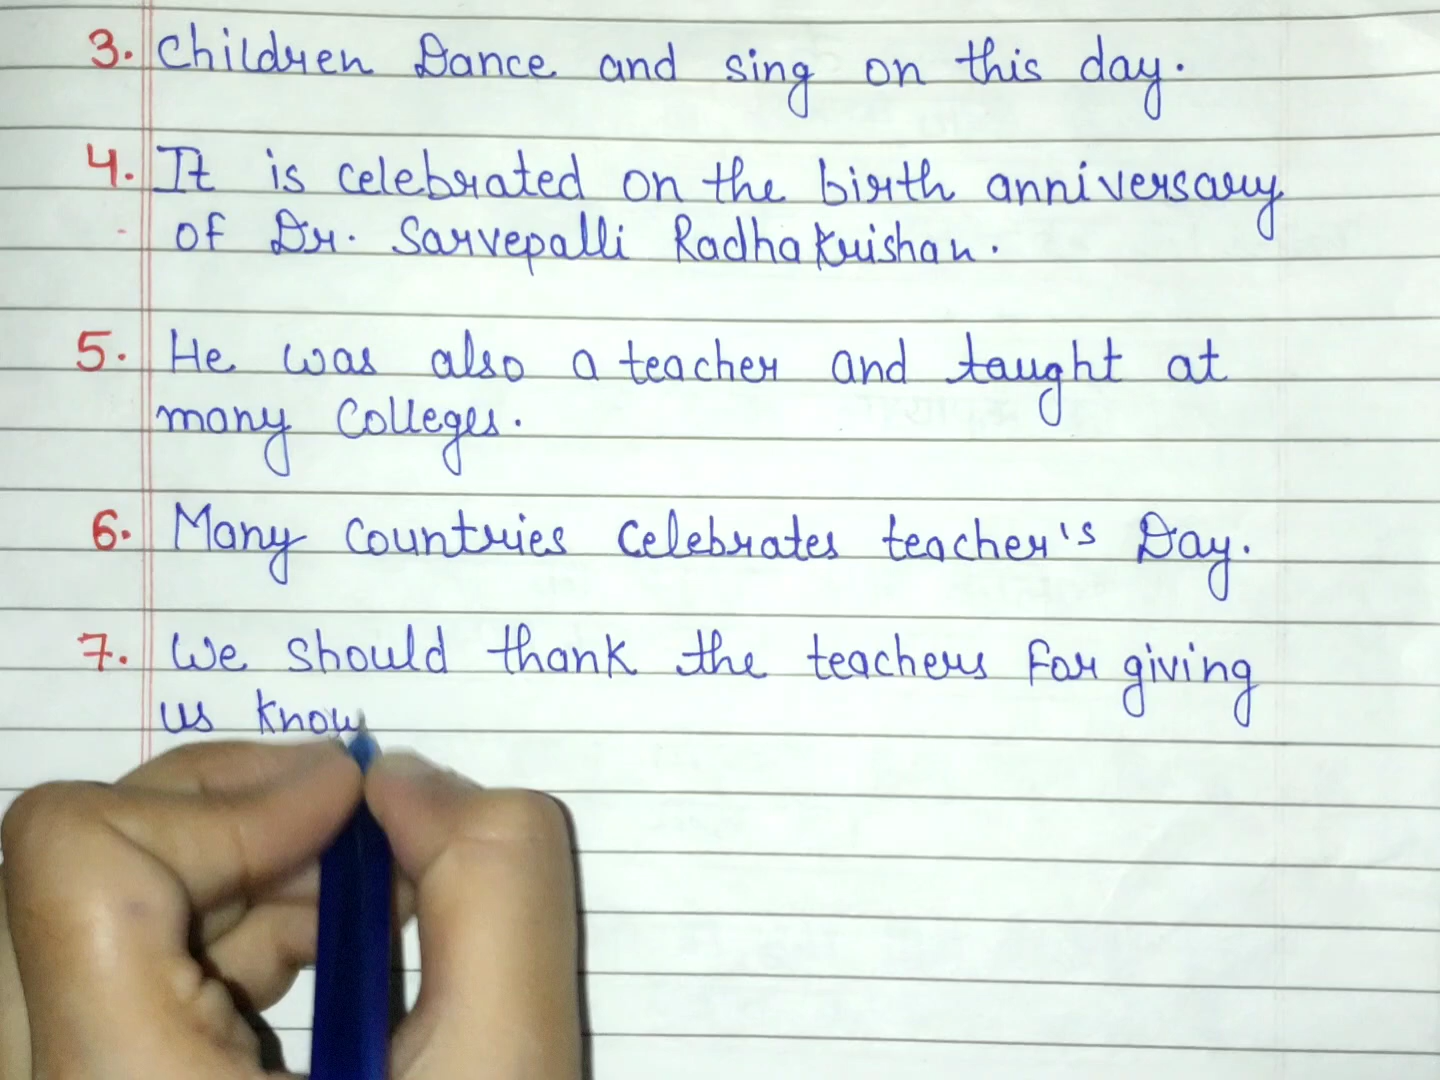 3. Children Dance and sing on this day.
4. It is celebrated on the birth anniversary
of Dr. Sarvepalli Radhakrishan.
5. He was also a teacher and taught at
many Colleges.
6. Many Countries Celebrates teacher's Day.
7. We should thank the teachers For giving
us know